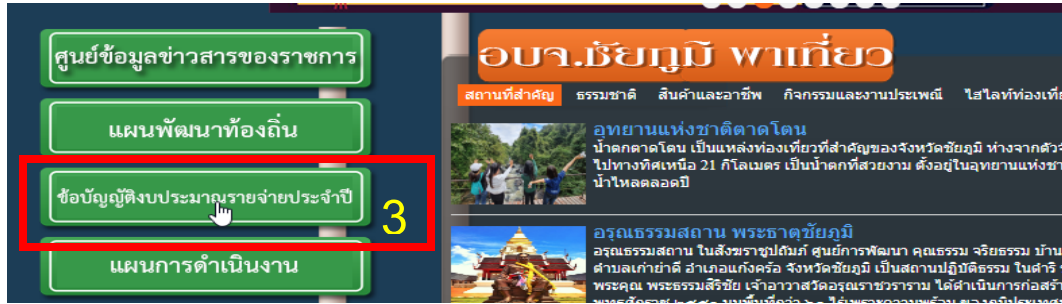 ศูนย์ข้อมูลข่าวสารของราชการ
แผนพัฒนาท้องถิ่น
ข้อบัญญัติงบประมาณรายจ่ายประจำปี
3
แผนการดำเนินงาน
อบจ.ชัยภูมิ พาเที่ยว
สถานที่สำคัญ ธรรมชาติ สินค้าและอาชีพ กิจกรรมและงานประเพณี ไฮไลท์ท่องเที่ย
อุทยานแห่งชาติตาดโตน
น้ำตกตาดโตน เป็นแหล่งท่องเที่ยวที่สำคัญของจังหวัดชัยภูมิ ห่างจากตัวจั
ไปทางทิศเหนือ 21 กิโลเมตร เป็นน้ำตกที่สวยงาม ตั้งอยู่ในอุทยานแห่งชา
น้ำไหลตลอดปี
อรุณธรรมสถาน พระธาตุชัยภูมิ
อรุณธรรมสถาน ในสังฆราชูปถัมภ์ ศูนย์การพัฒนา คุณธรรม จริยธรรม บ้าน
ตำบลเก่าย่าดี อำเภอแก้งคร้อ จังหวัดชัยภูมิ เป็นสถานปฏิบัติธรรม ในดำริ
พระคุณ พระธรรมสิริชัย เจ้าอาวาสวัดอรุณราชวราราม ได้ดำเนินการก่อสร้